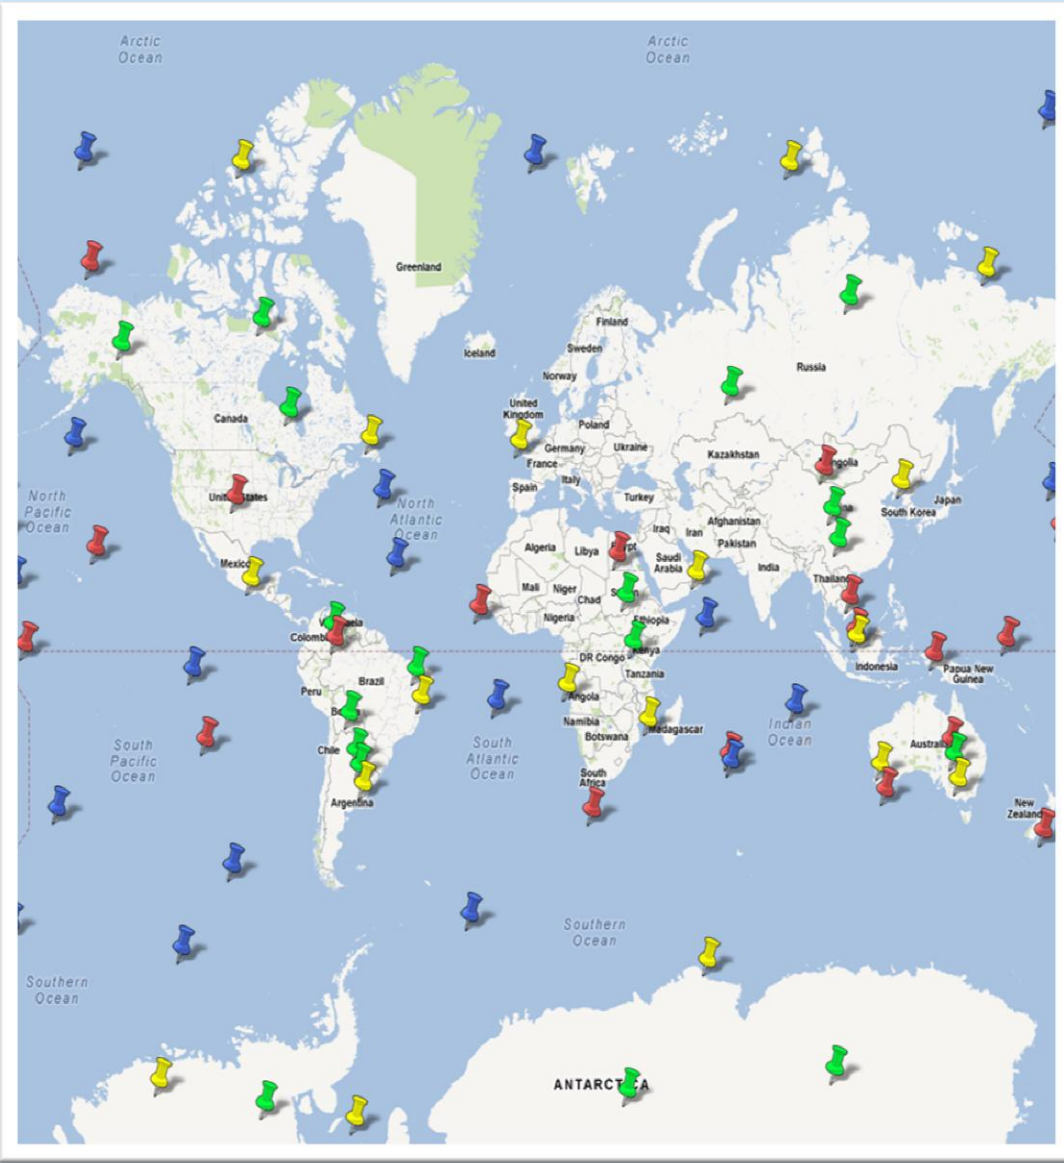 Arctic
Ocean
Arctic
Ocean
Greenland
Iceland
Finland
Sweden
Norway
Russia
United
Kingdom
Canada
Poland
Germany
Ukraine
France
Kazakhstan
Italy
Spain
Turkey
United States
North
Pacific
Ocean
North
Atlantic
Ocean
Japan
South Korea
Afghanistan
Iraq
Iran
Pakistan
Algeria
Libya
Saudi
Arabia
India
Mexico
Mali
Niger
Chad
Thailand
Nigeria
Ethiopia
Colombia
Kenya
DR Congo
Indonesia
Papua New
Guinea
Tanzania
Brazil
Peru
Angola
Namibia
Madagascar
Botswana
Indian
Ocean
Australia
South
Pacific
Ocean
Chile
South
Atlantic
Ocean
South
Africa
Argentina
New
Zealand
Southern
Ocean
Southern
Ocean
ANTARCTICA